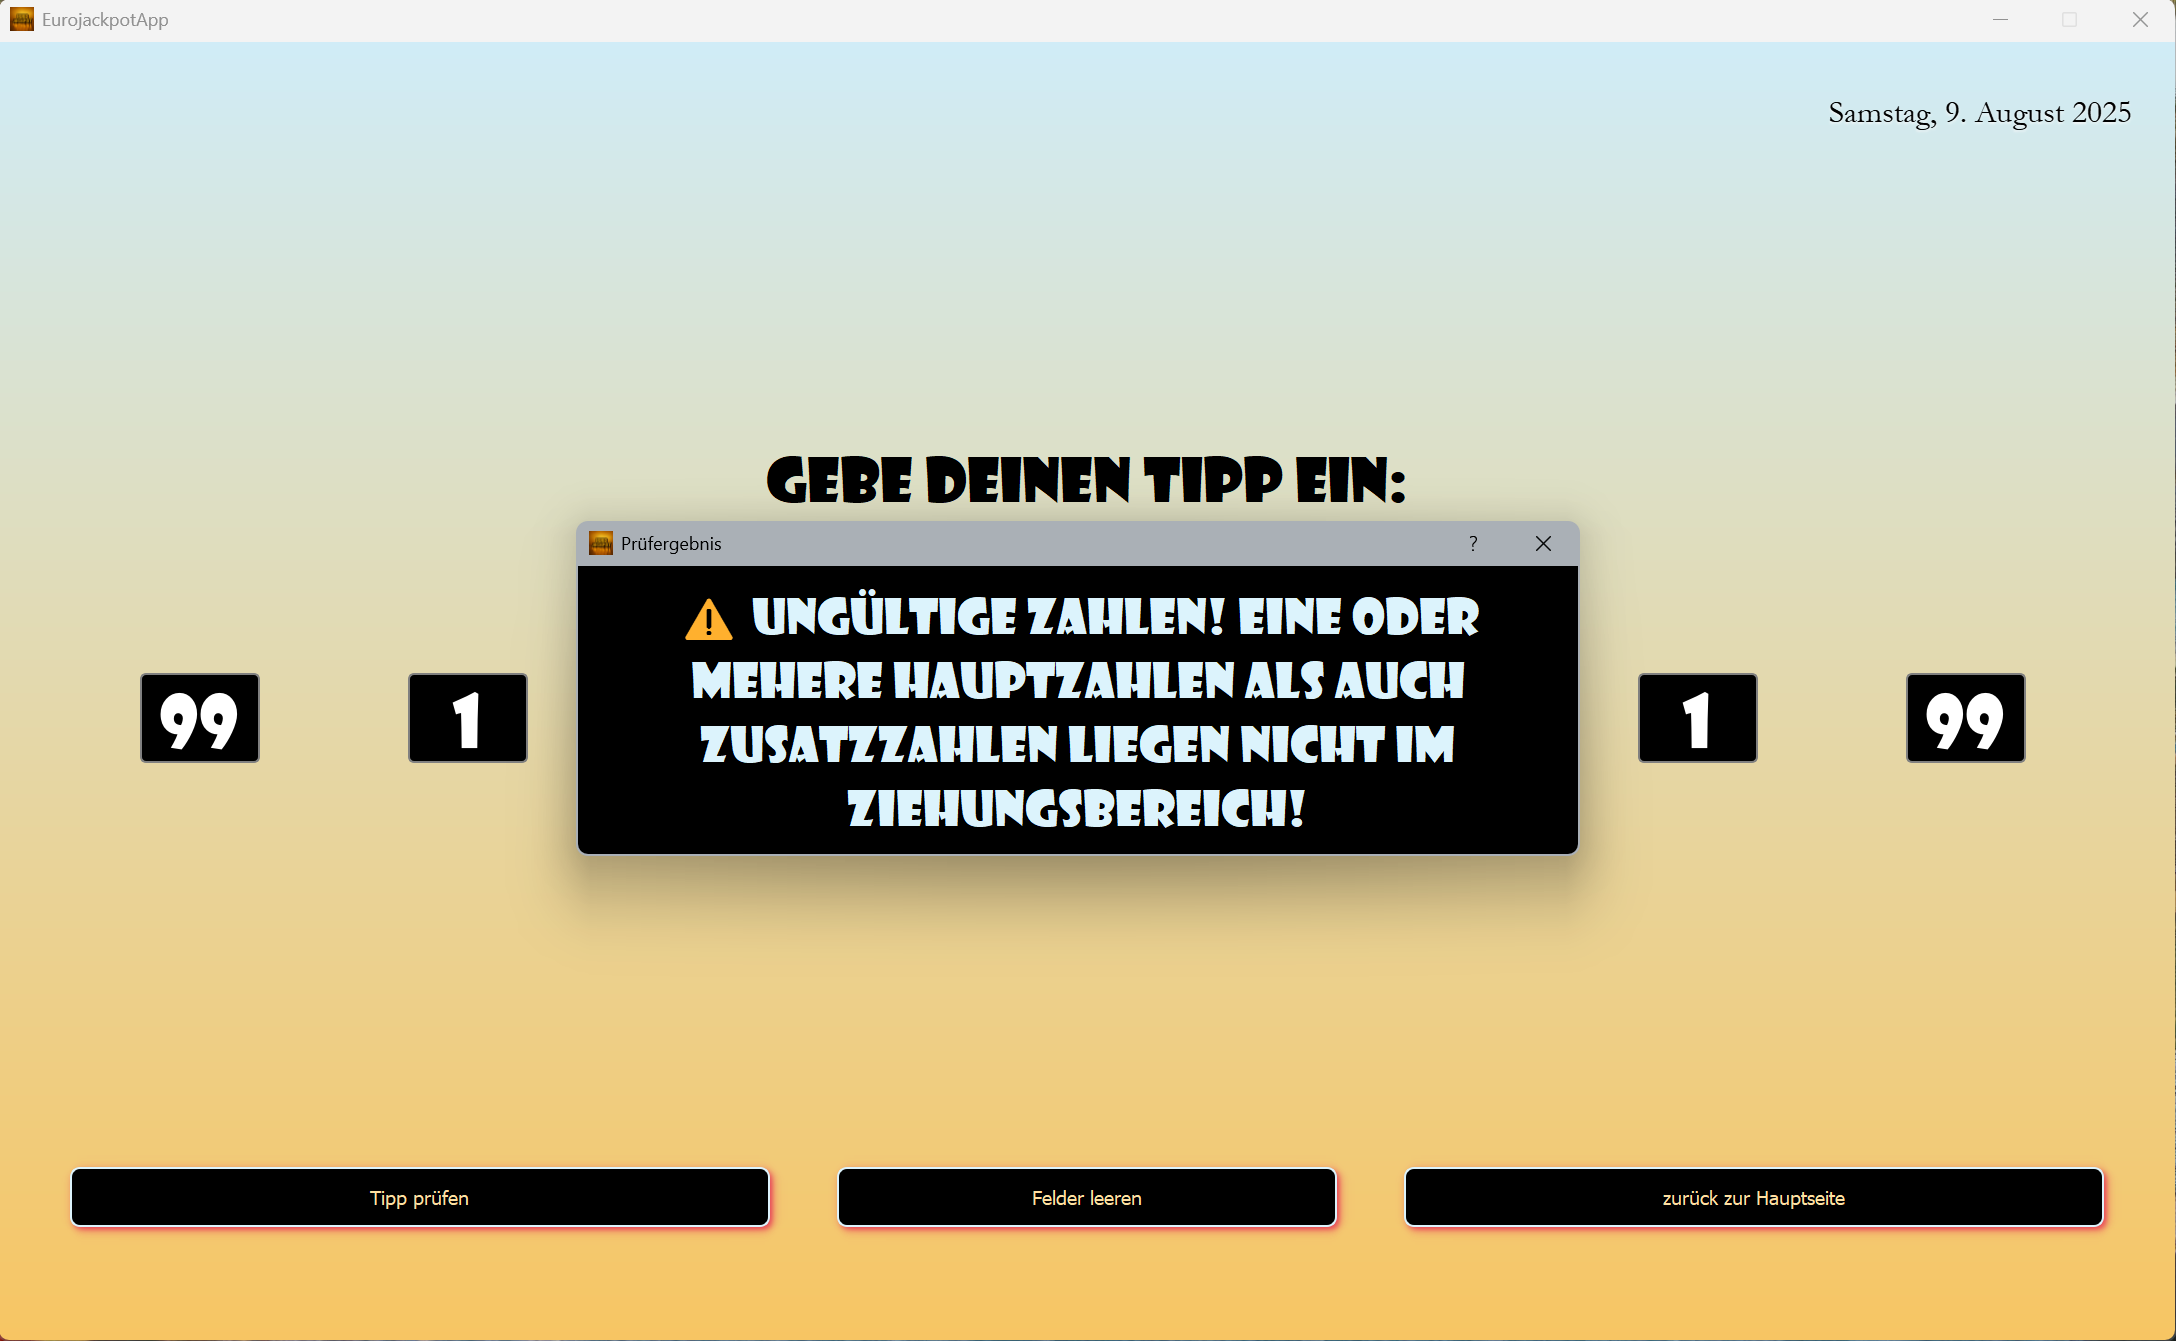 EurojackpotApp
Samstag, 9. August 2025
GEBE DEINEN TIPP EIN:
Prüfergebnis
?
⚠ UNGÜLTIGE ZAHLEN! EINE ODER
MEHERE HAUPTZAHLEN ALS AUCH
ZUSATZZAHLEN LIEGEN NICHT IM
ZIEHUNGSBEREICH!
99 1 1 99
Tipp prüfen
Felder leeren
zurück zur Hauptseite